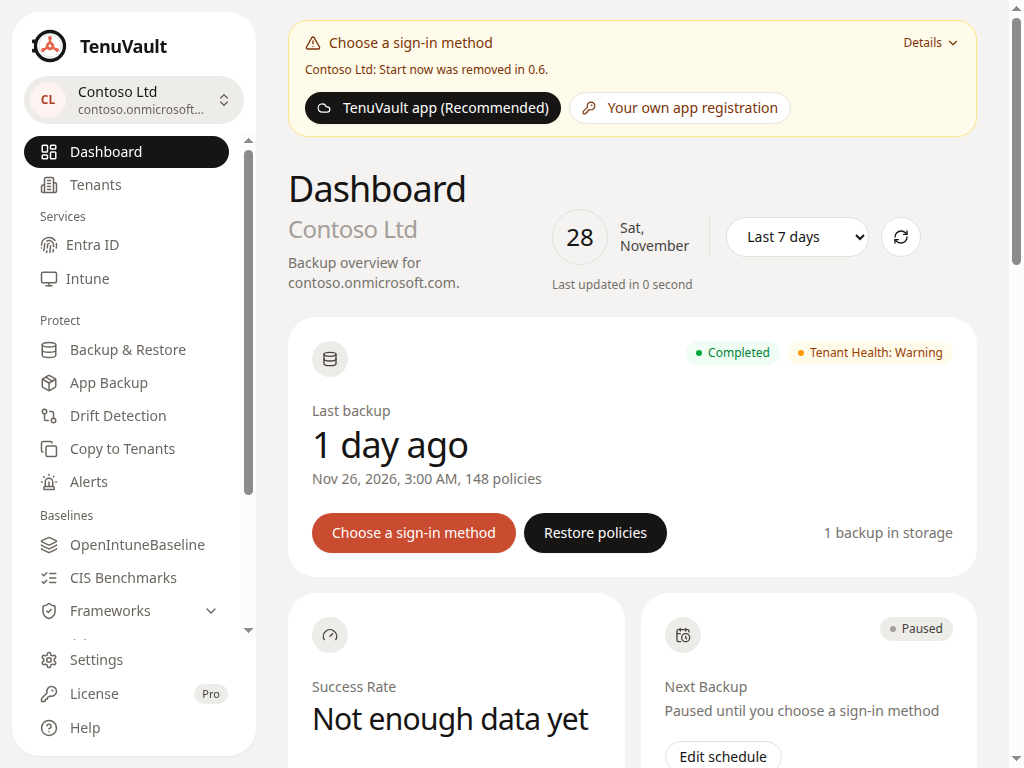 TenuVault
CL
Contoso Ltd
contoso.onmicrosoft...
Dashboard
Tenants
Services
Entra ID
Intune
Protect
Backup & Restore
App Backup
Drift Detection
Copy to Tenants
Alerts
Baselines
OpenIntuneBaseline
CIS Benchmarks
Frameworks
Settings
License
Pro
Help
Choose a sign-in method
Details
Contoso Ltd: Start now was removed in 0.6.
TenuVault app (Recommended)
Your own app registration
Dashboard
Contoso Ltd
Backup overview for
contoso.onmicrosoft.com.
28
Sat,
November
Last 7 days
Last updated in 0 second
Completed
Tenant Health: Warning
Last backup
1 day ago
Nov 26, 2026, 3:00 AM, 148 policies
Choose a sign-in method
Restore policies
1 backup in storage
Success Rate
Not enough data yet
Paused
Next Backup
Paused until you choose a sign-in method
Edit schedule